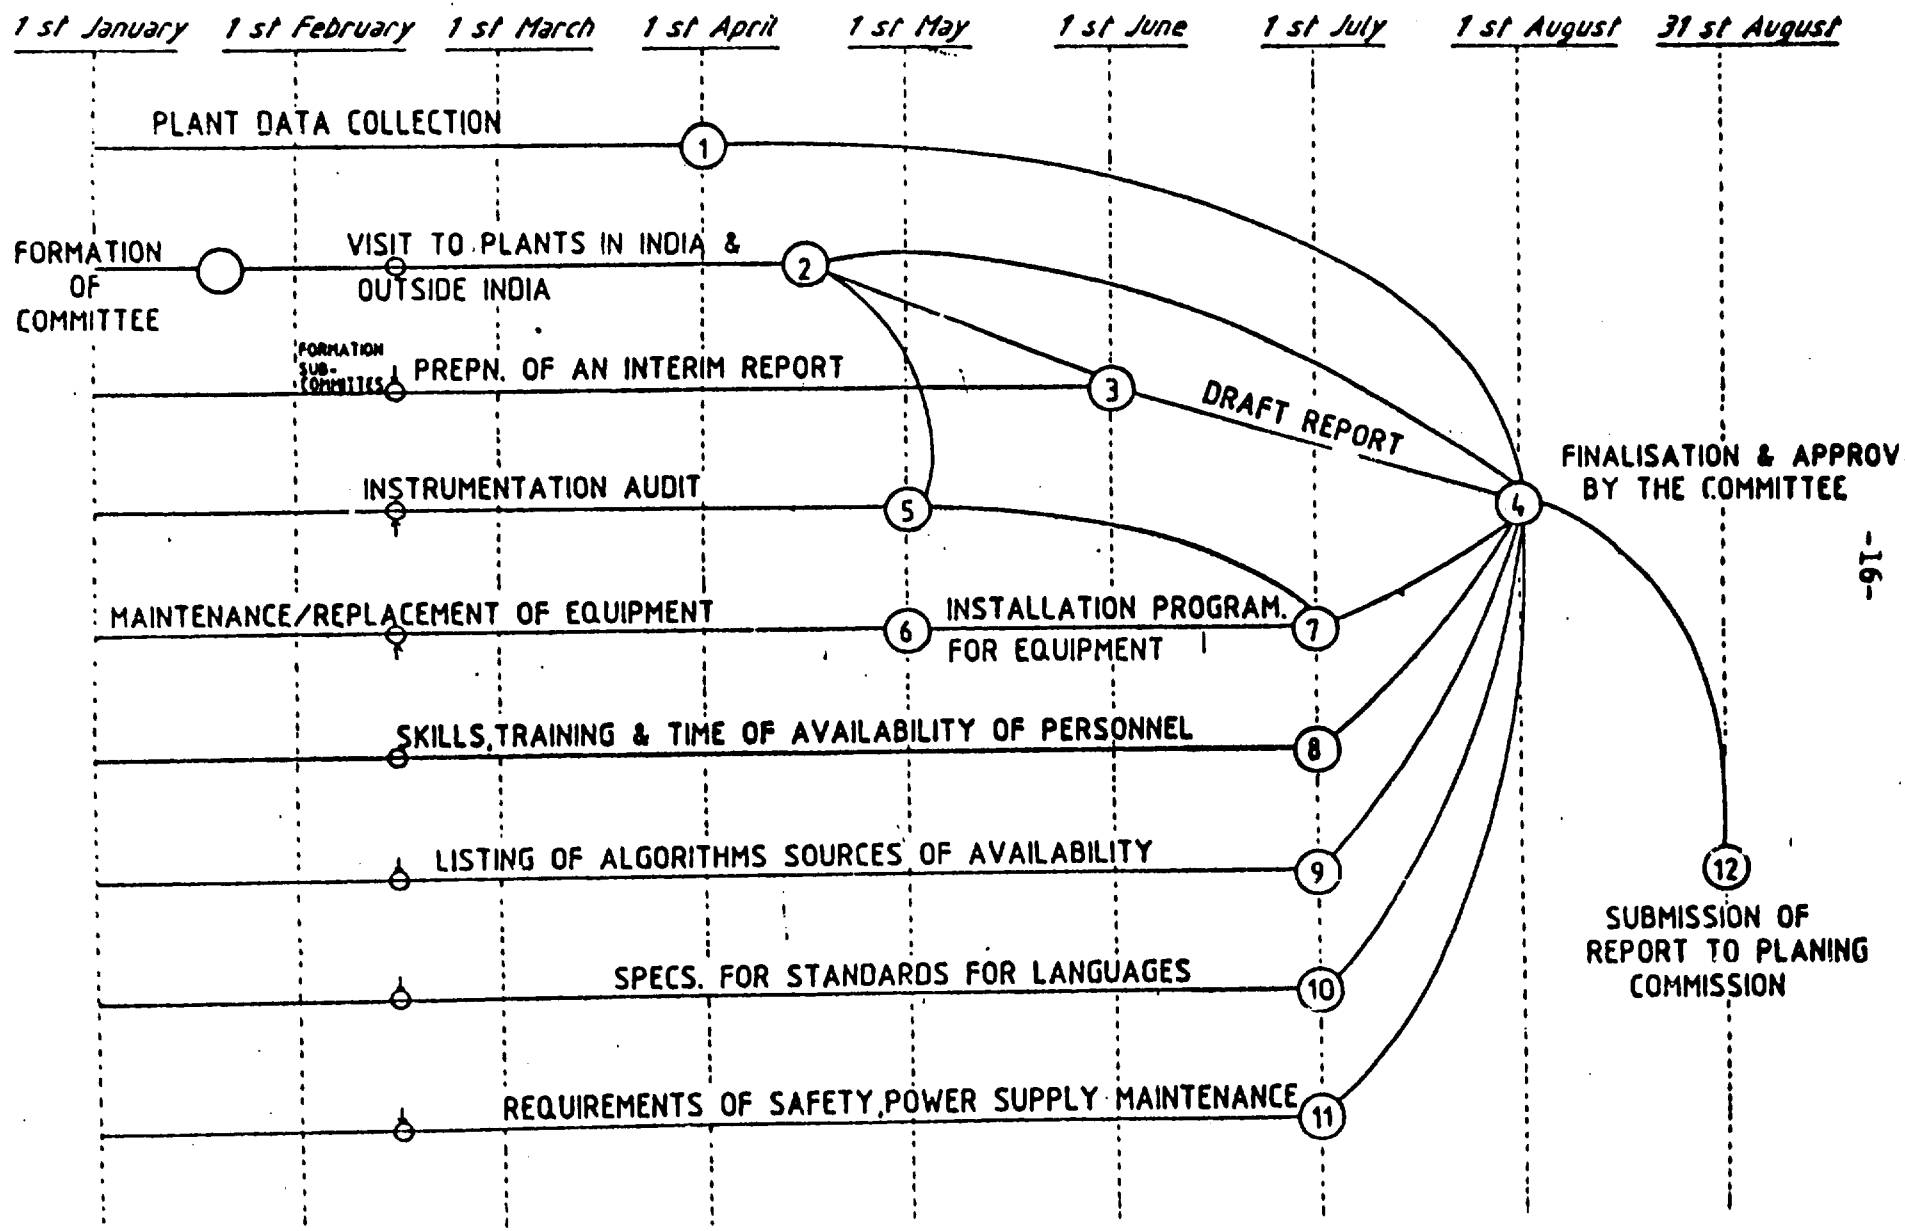 1 st January 1 st February 1 st March 1 st April 1 st May 1 st June 1 st July 1 st August 31 st August
PLANT DATA COLLECTION
1
FORMATION
OF
COMMITTEE
VISIT TO PLANTS IN INDIA &
OUTSIDE INDIA
2
FORMATION
SUB-
COMMITTES
PREPN. OF AN INTERIM REPORT
3
DRAFT REPORT
INSTRUMENTATION AUDIT
5
4
FINALISATION & APPROV
BY THE COMMITTEE
-16-
MAINTENANCE/REPLACEMENT OF EQUIPMENT
6
INSTALLATION PROGRAM.
FOR EQUIPMENT
7
SKILLS, TRAINING & TIME OF AVAILABILITY OF PERSONNEL
8
LISTING OF ALGORITHMS SOURCES OF AVAILABILITY
9
12
SUBMISSION OF
REPORT TO PLANING
COMMISSION
SPECS. FOR STANDARDS FOR LANGUAGES
10
REQUIREMENTS OF SAFETY, POWER SUPPLY MAINTENANCE
11